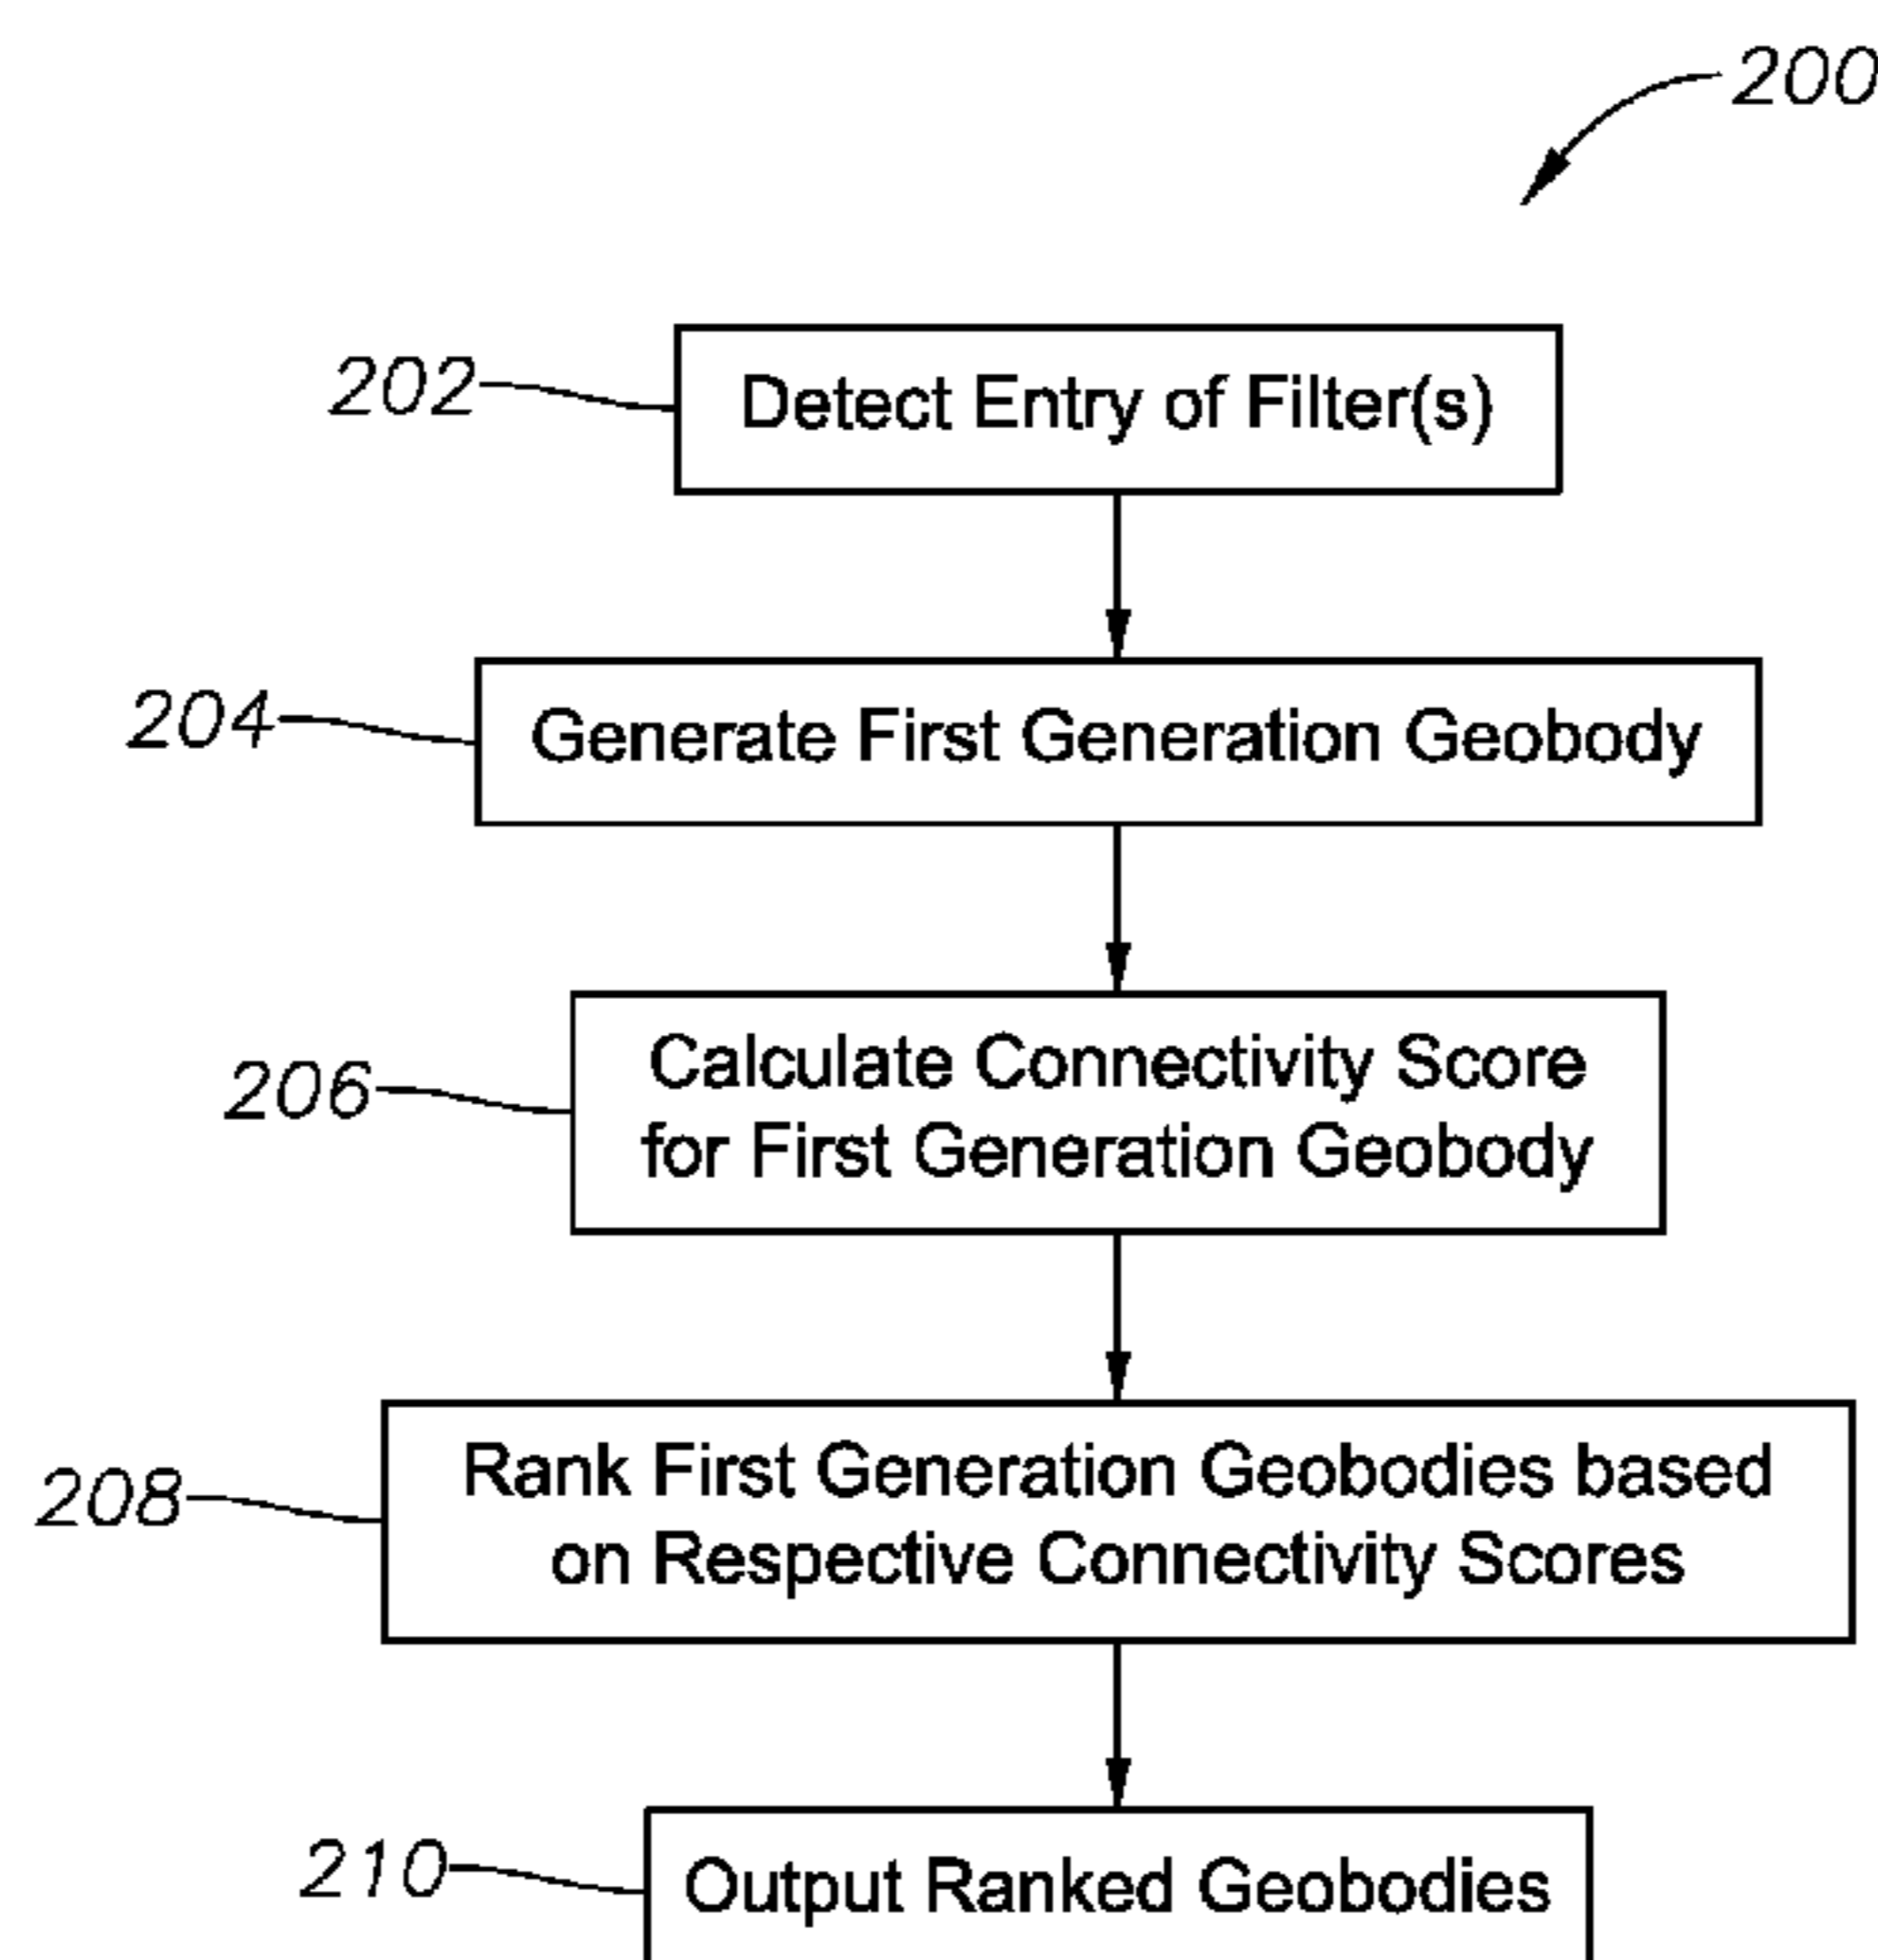 200
202
Detect Entry of Filter(s)
204
Generate First Generation Geobody
206
Calculate Connectivity Score
for First Generation Geobody
208
Rank First Generation Geobodies based
on Respective Connectivity Scores
210
Output Ranked Geobodies